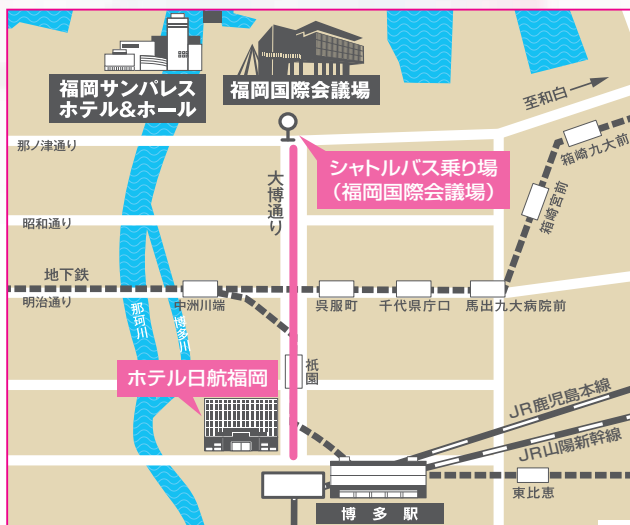 福岡サンパレス
ホテル&ホール
福岡国際会議場
至和白
那ノ津通り
シャトルバス乗り場
(福岡国際会議場)
箱崎九大前
箱崎宮前
大博通り
昭和通り
地下鉄
明治通り
中洲川端
呉服町
千代県庁口
馬出九大病院前
那珂川
博多川
祇園
ホテル日航福岡
JR鹿児島本線
JR山陽新幹線
東比恵
博多駅